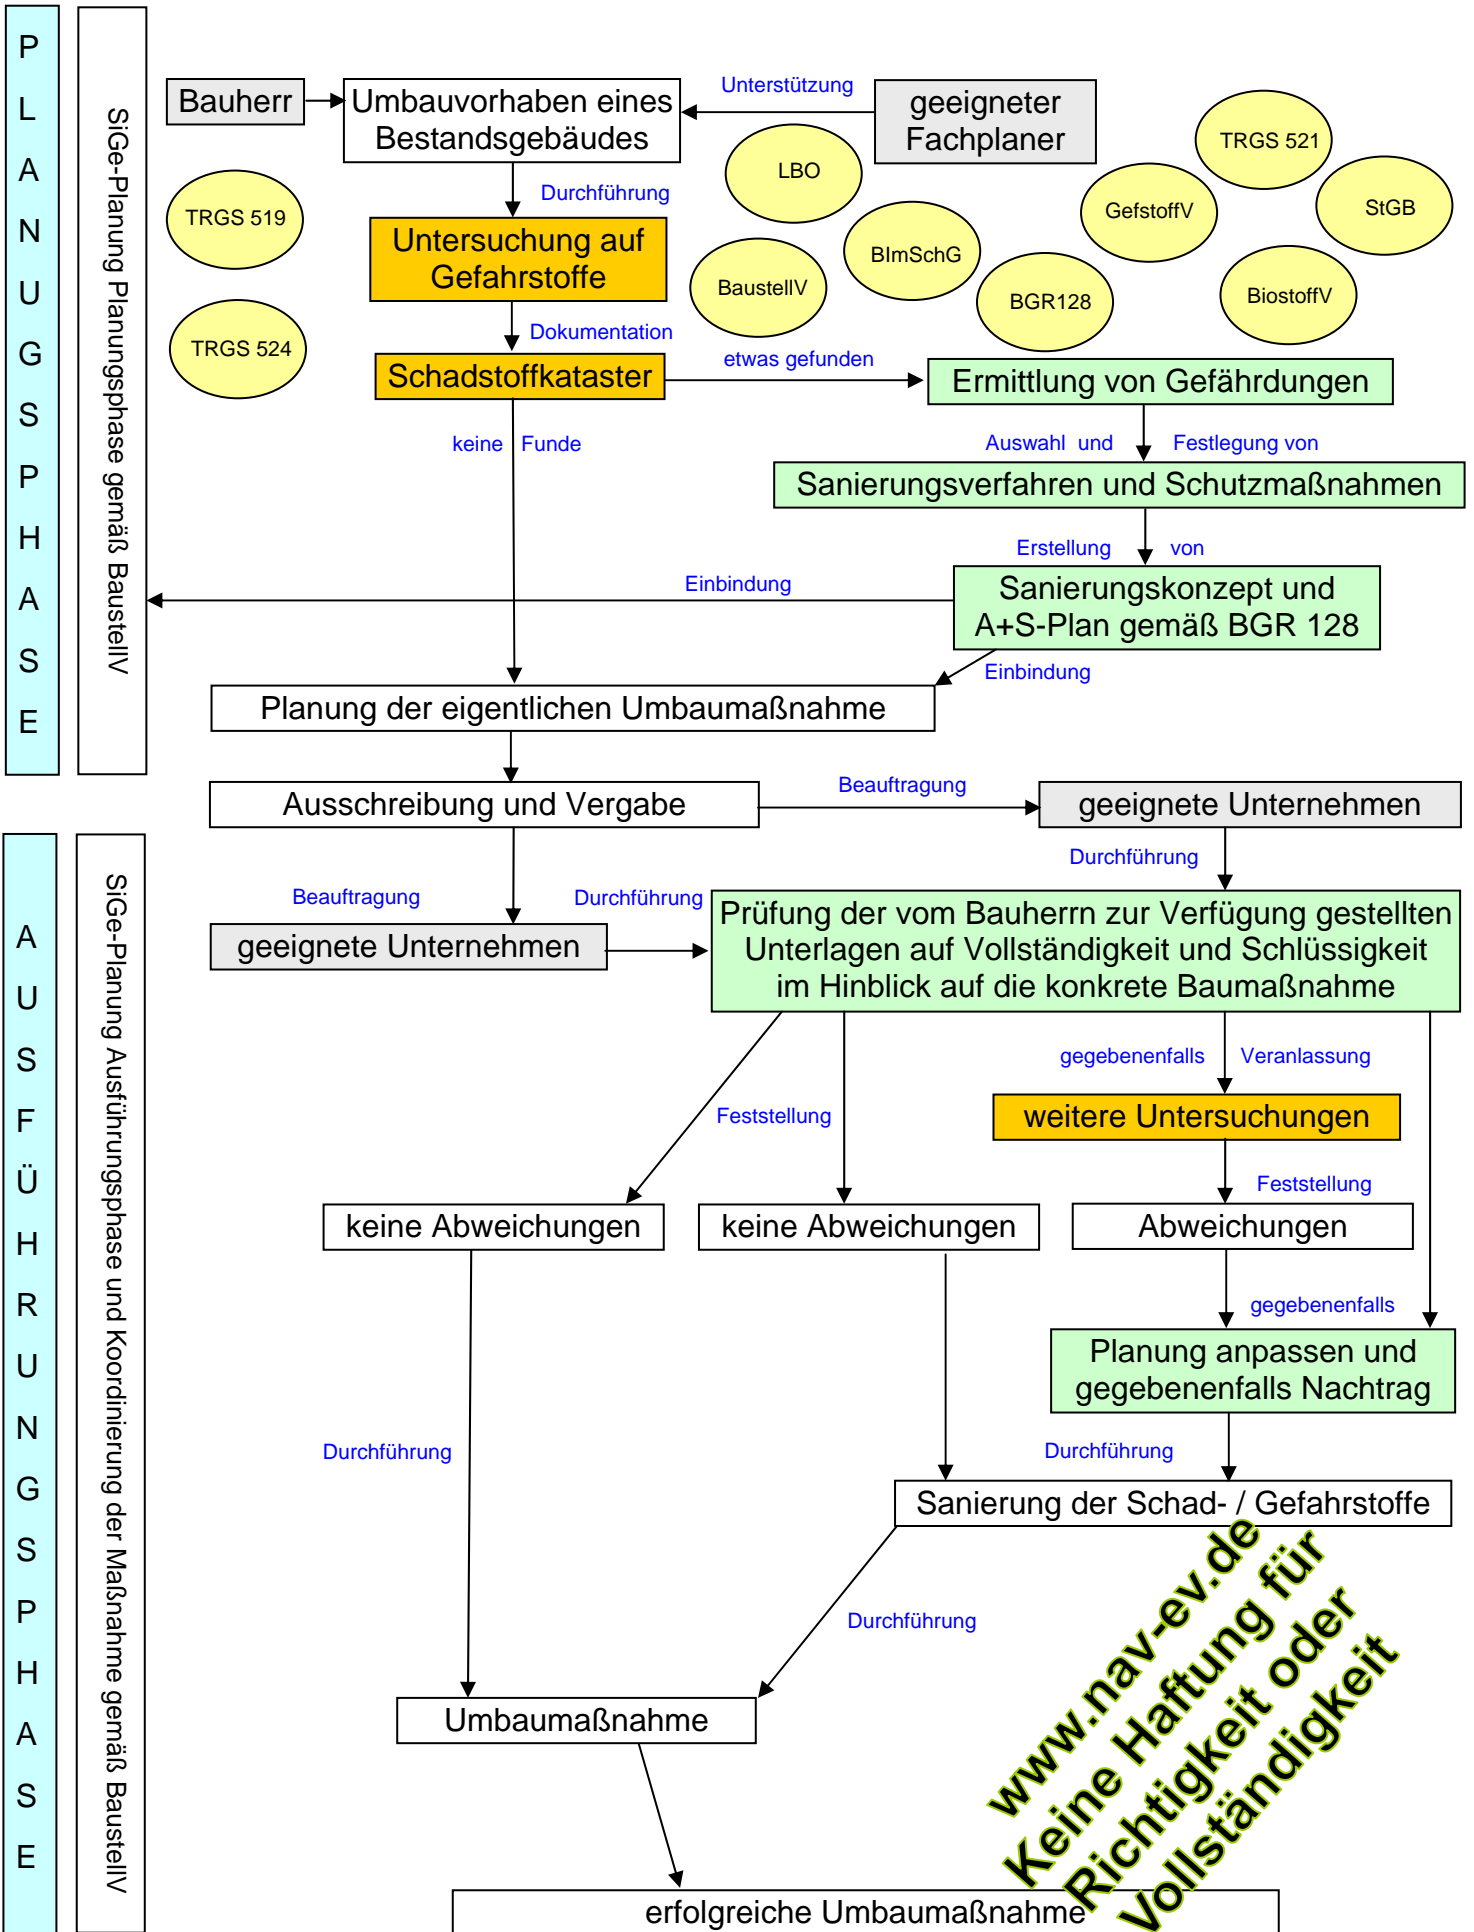 PLANUGSPHASE
SiGe-Planung Planungsphase gemäß BaustellV
Bauherr
Umbauvorhaben eines
Bestandsgebäudes
Unterstützung
geeigneter
Fachplaner
TRGS 519
TRGS 524
LBO
BaustellV
BImSchG
BGR128
GefstoffV
TRGS 521
StGB
BiostoffV
Durchführung
Untersuchung auf
Gefahrstoffe
Dokumentation
Schadstoffkataster
etwas gefunden
Ermittlung von Gefährdungen
keine Funde
Auswahl und Festlegung von
Sanierungsverfahren und Schutzmaßnahmen
Erstellung von
Sanierungskonzept und
A+S-Plan gemäß BGR 128
Einbindung
Einbindung
Planung der eigentlichen Umbaumaßnahme
Ausschreibung und Vergabe
Beauftragung
geeignete Unternehmen
AUSFÜHRUNGSPHASE
SiGe-Planung Ausführungsphase und Koordinierung der Maßnahme gemäß BaustellV
Durchführung
Beauftragung
Durchführung
geeignete Unternehmen
Prüfung der vom Bauherrn zur Verfügung gestellten
Unterlagen auf Vollständigkeit und Schlüssigkeit
im Hinblick auf die konkrete Baumaßnahme
gegebenenfalls Veranlassung
Feststellung
weitere Untersuchungen
Feststellung
keine Abweichungen
keine Abweichungen
Abweichungen
gegebenenfalls
Planung anpassen und
gegebenenfalls Nachtrag
Durchführung
Durchführung
Sanierung der Schad- / Gefahrstoffe
Durchführung
Umbaumaßnahme
erfolgreiche Umbaumaßnahme
www.nav-ev.de
Keine Haftung für
Richtigkeit oder
Vollständigkeit